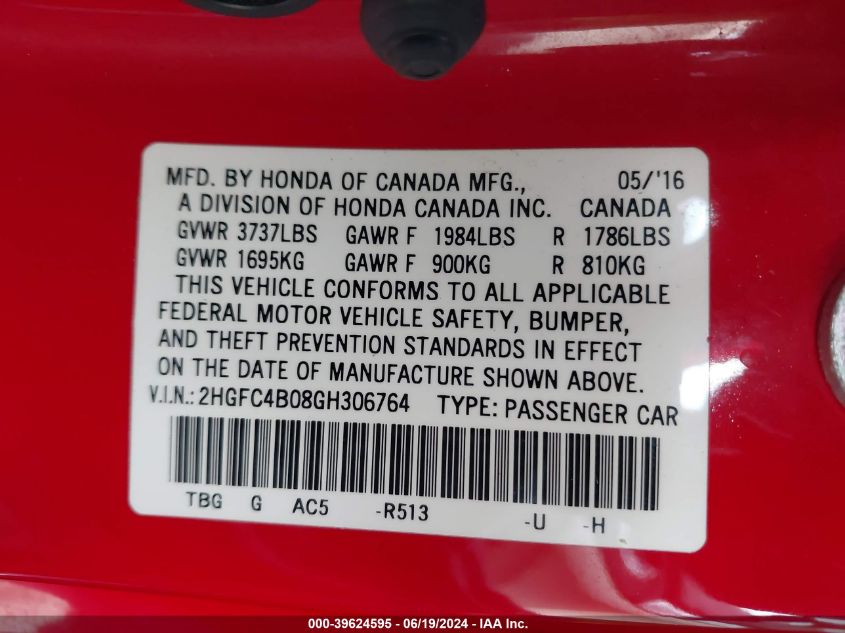 MFD. BY HONDA OF CANADA MFG., 05/'16
A DIVISION OF HONDA CANADA INC. CANADA
GVWR 3737LBS GAWR F 1984LBS R 1786LBS
GVWR 1695KG GAWR F 900KG R 810KG
THIS VEHICLE CONFORMS TO ALL APPLICABLE
FEDERAL MOTOR VEHICLE SAFETY, BUMPER,
AND THEFT PREVENTION STANDARDS IN EFFECT
ON THE DATE OF MANUFACTURE SHOWN ABOVE.
V.I.N.: 2HGFC4B08GH306764 TYPE: PASSENGER CAR
TBG G AC5 -R513 -U -H
000-39624595 - 06/19/2024 - IAA Inc.